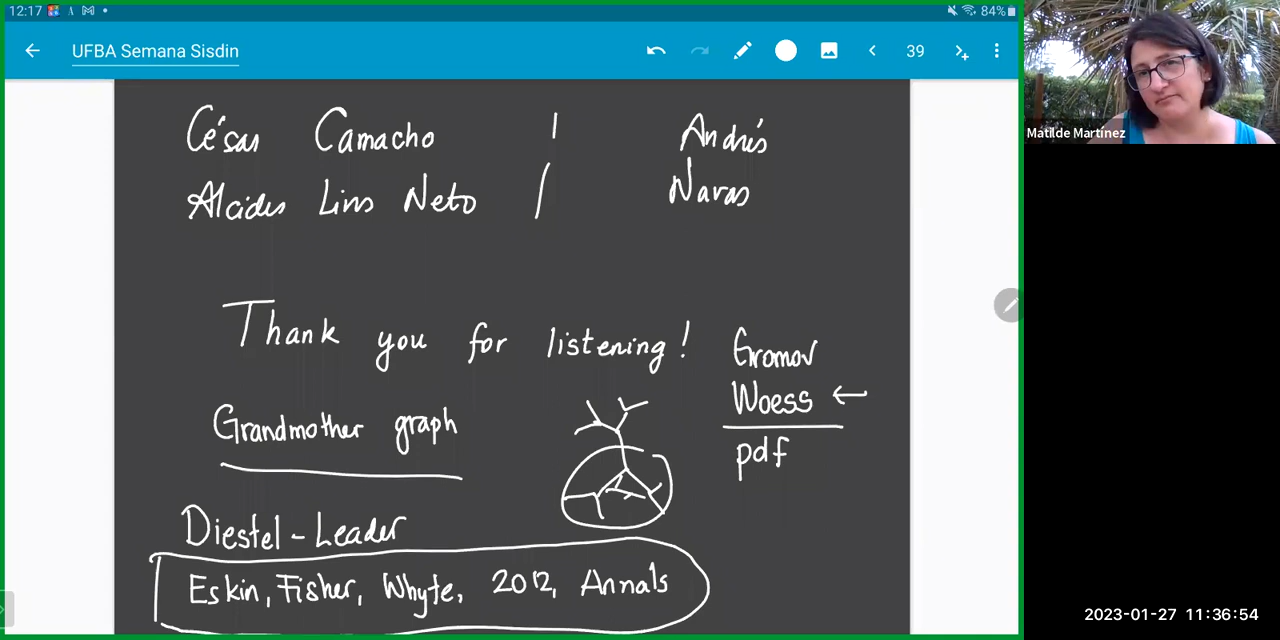 12:17
84%
UFBA Semana Sisdin
39
César Camacho | Andrés
Alcides Lins Neto / Navas
Thank you for listening!
Gromov
Woess ←
pdf
Grandmother graph
Diestel - Leader
Eskin, Fisher, Whyte, 2012, Annals
Matilde Martínez
2023-01-27 11:36:54